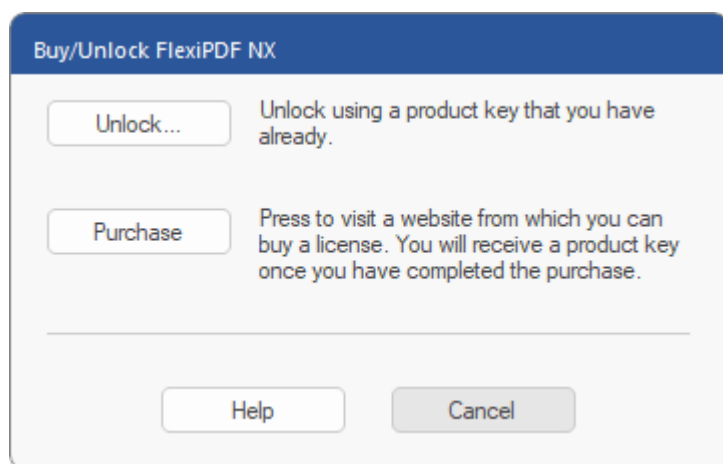 Buy/Unlock FlexiPDF NX
Unlock...
Unlock using a product key that you have
already.
Purchase
Press to visit a website from which you can
buy a license. You will receive a product key
once you have completed the purchase.
Help
Cancel